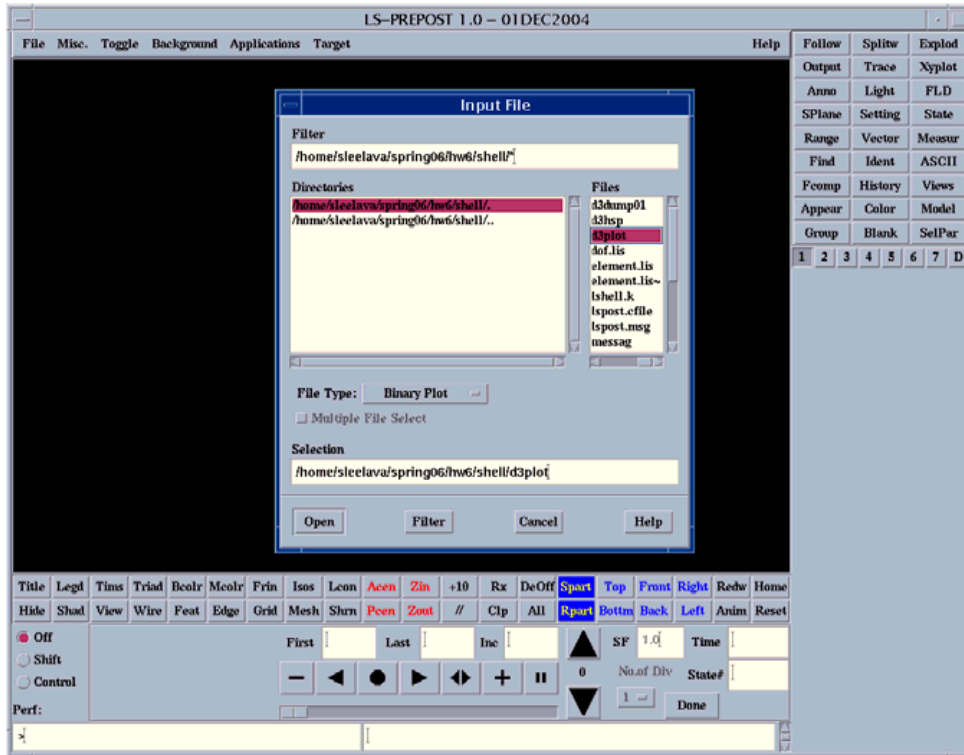 LS-PREPOST 1.0 - 01DEC2004
File Misc. Toggle Background Applications Target Help
Follow Splitw Explod
Output Trace Xyplot
Anno Light FLD
SPlane Setting State
Range Vector Measur
Find Ident ASCII
Fcomp History Views
Appear Color Model
Group Blank SelPar
1 2 3 4 5 6 7 D
Input File
Filter
/home/sleelava/spring06/hw6/shell/*
Directories
/home/sleelava/spring06/hw6/shell/.
/home/sleelava/spring06/hw6/shell/..
Files
d3dump01
d3hsp
d3plot
dof.lis
element.lis
element.lis~
lshell.k
lspost.cfile
lspost.msg
messag
File Type: Binary Plot
Multiple File Select
Selection
/home/sleelava/spring06/hw6/shell/d3plot
Open Filter Cancel Help
Title Legd Tims Triad Bcolr Mcolr Frin Isos Lcon Acen Zin +10 Rx DeOff Spart Top Front Right Redw Home
Hide Shad View Wire Feat Edge Grid Mesh Shrn Pcen Zout // Clp All Rpart Bottm Back Left Anim Reset
Off
Shift
Control
Perf:
First Last Inc
0
SF 1.0 Time
No.of Div State#
1 Done
>